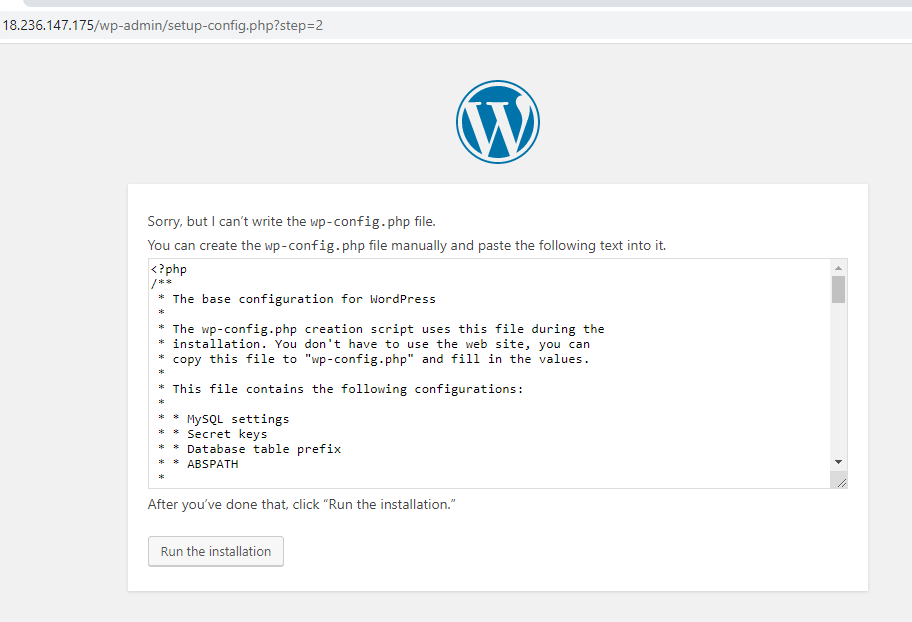 18.236.147.175/wp-admin/setup-config.php?step=2
W
Sorry, but I can’t write the wp-config.php file.
You can create the wp-config.php file manually and paste the following text into it.
<?php
/**
 * The base configuration for WordPress
 *
 * The wp-config.php creation script uses this file during the
 * installation. You don't have to use the web site, you can
 * copy this file to "wp-config.php" and fill in the values.
 *
 * This file contains the following configurations:
 *
 * * MySQL settings
 * * Secret keys
 * * Database table prefix
 * * ABSPATH
 *
After you’ve done that, click “Run the installation.”
Run the installation